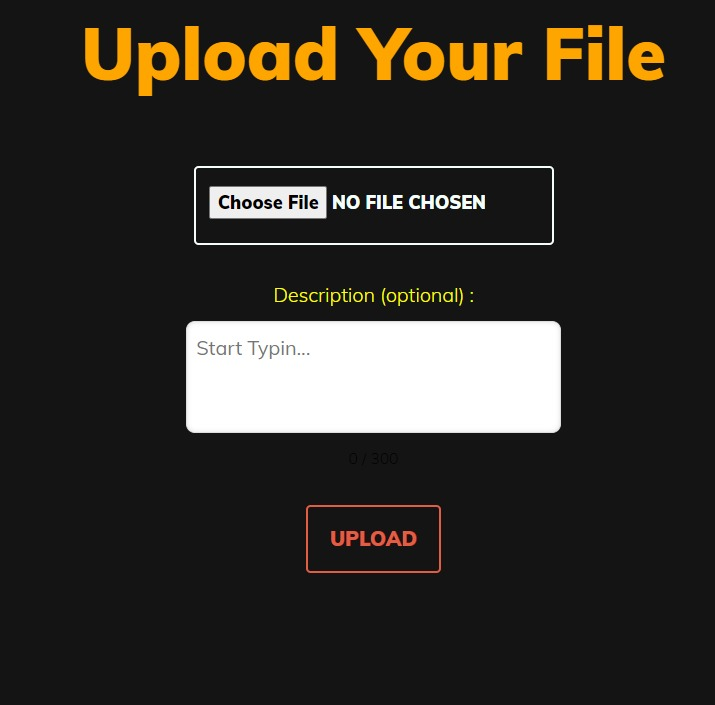 Upload Your File
Choose File NO FILE CHOSEN
Description (optional) :
Start Typin...
0 / 300
UPLOAD